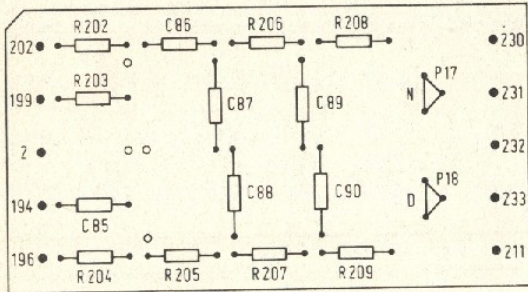 R202 C86 R206 R208
202 230
R203 P17
199 C87 C89 N 231
2 232
P18
194 C88 C90 D 233
C85
196 211
R204 R205 R207 R209